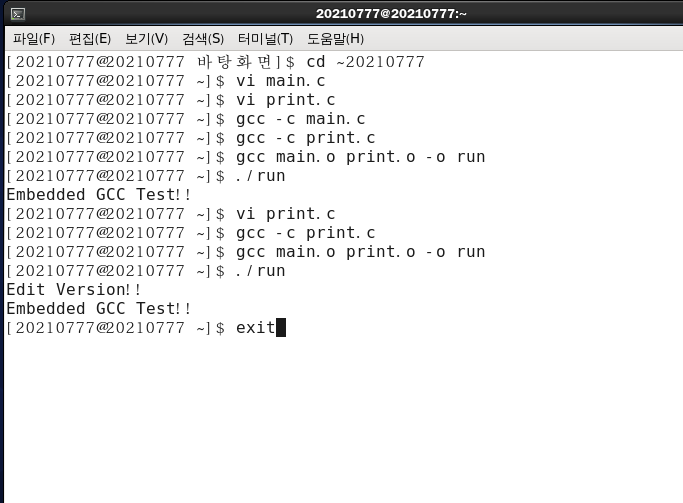 20210777@20210777:~
파일(F) 편집(E) 보기(V) 검색(S) 터미널(T) 도움말(H)
[20210777@20210777 바탕화면]$ cd ~20210777
[20210777@20210777 ~]$ vi main.c
[20210777@20210777 ~]$ vi print.c
[20210777@20210777 ~]$ gcc -c main.c
[20210777@20210777 ~]$ gcc -c print.c
[20210777@20210777 ~]$ gcc main.o print.o -o run
[20210777@20210777 ~]$ ./run
Embedded GCC Test!!
[20210777@20210777 ~]$ vi print.c
[20210777@20210777 ~]$ gcc -c print.c
[20210777@20210777 ~]$ gcc main.o print.o -o run
[20210777@20210777 ~]$ ./run
Edit Version!!
Embedded GCC Test!!
[20210777@20210777 ~]$ exit